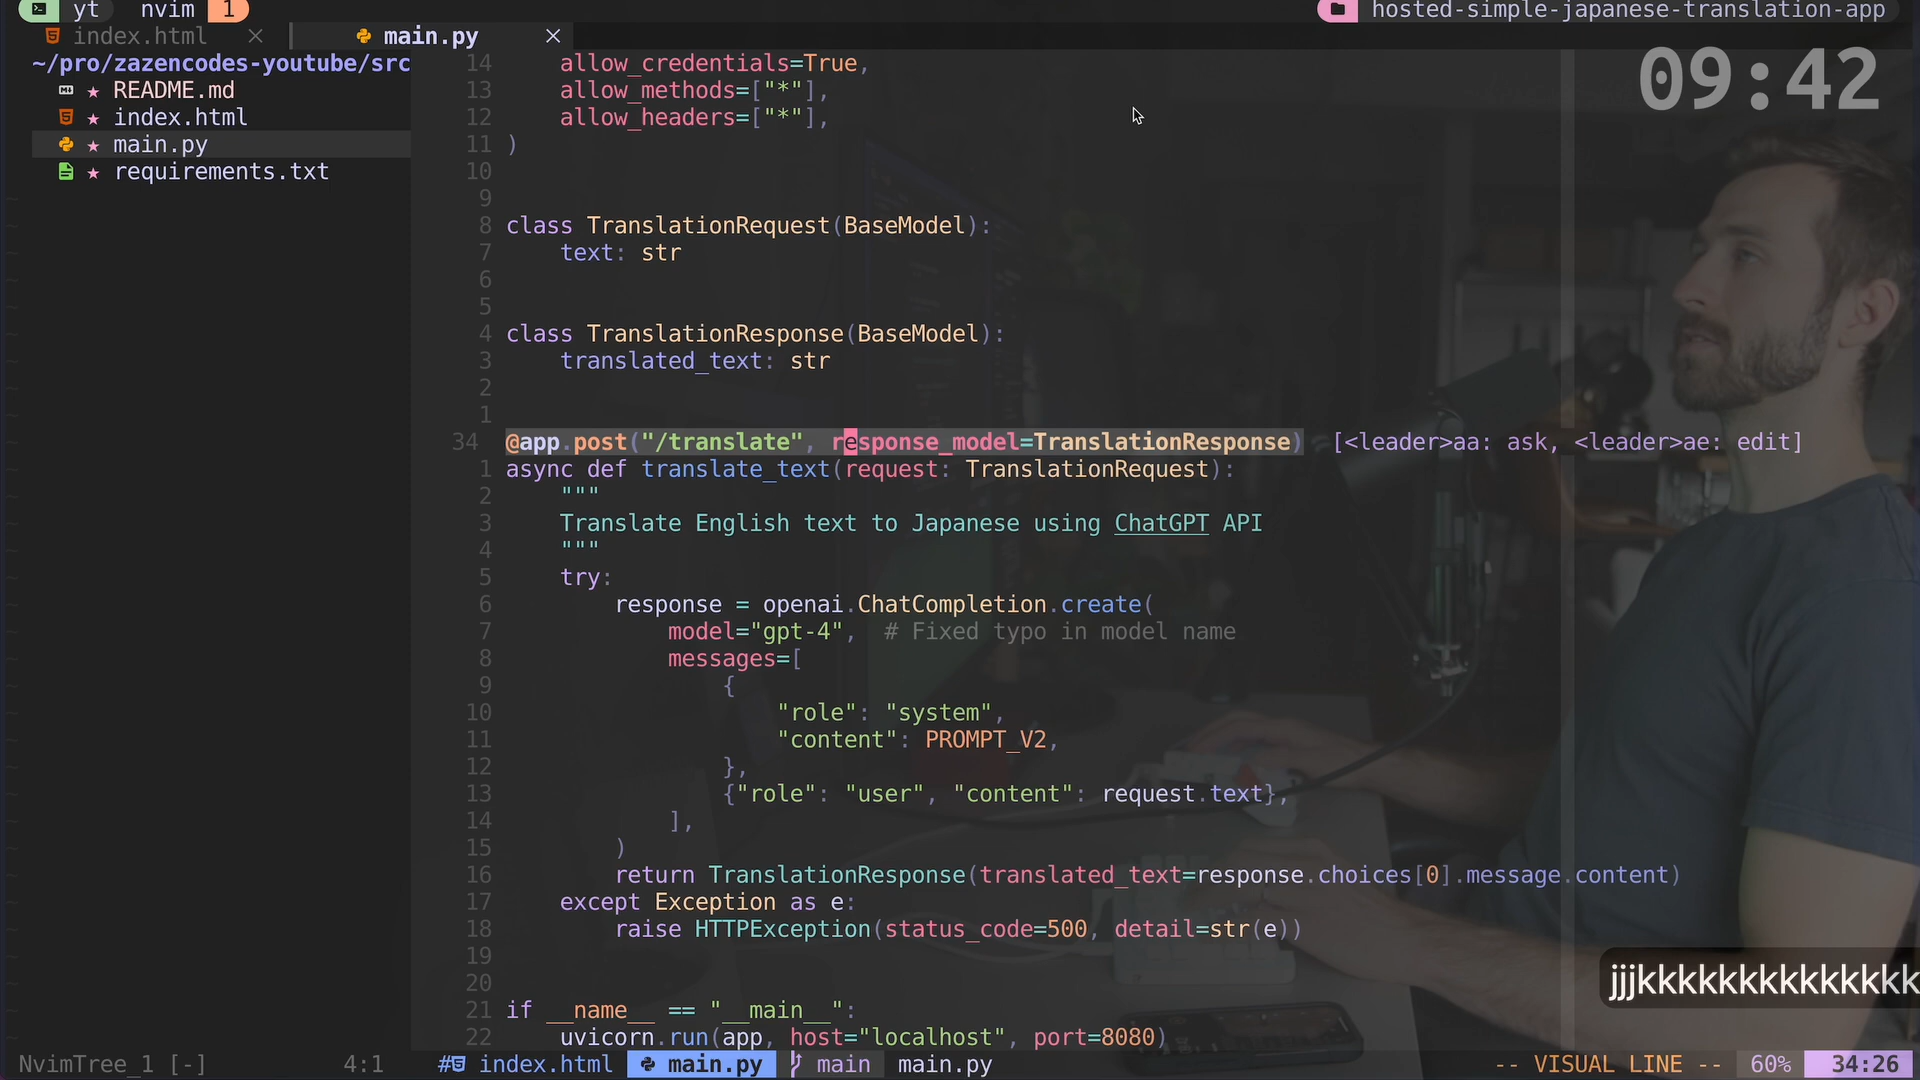 yt nvim 1 hosted-simple-japanese-translation-app
index.html main.py
09:42
~/pro/zazencodes-youtube/src
README.md
index.html
main.py
requirements.txt
14     allow_credentials=True,
13     allow_methods=["*"],
12     allow_headers=["*"],
11 )
10
9
8 class TranslationRequest(BaseModel):
7     text: str
6
5
4 class TranslationResponse(BaseModel):
3     translated_text: str
2
1
34 @app.post("/translate", response_model=TranslationResponse) [<leader>aa: ask, <leader>ae: edit]
1 async def translate_text(request: TranslationRequest):
2     """
3     Translate English text to Japanese using ChatGPT API
4     """
5     try:
6         response = openai.ChatCompletion.create(
7             model="gpt-4",  # Fixed typo in model name
8             messages=[
9                 {
10                     "role": "system",
11                     "content": PROMPT_V2,
12                 },
13                 {"role": "user", "content": request.text},
14             ],
15         )
16         return TranslationResponse(translated_text=response.choices[0].message.content)
17     except Exception as e:
18         raise HTTPException(status_code=500, detail=str(e))
19
20
21 if __name__ == "__main__":
22     uvicorn.run(app, host="localhost", port=8080)
jjjkkkkkkkkkkkkkk
NvimTree_1 [-] 4:1 # index.html main.py main main.py -- VISUAL LINE -- 60% 34:26